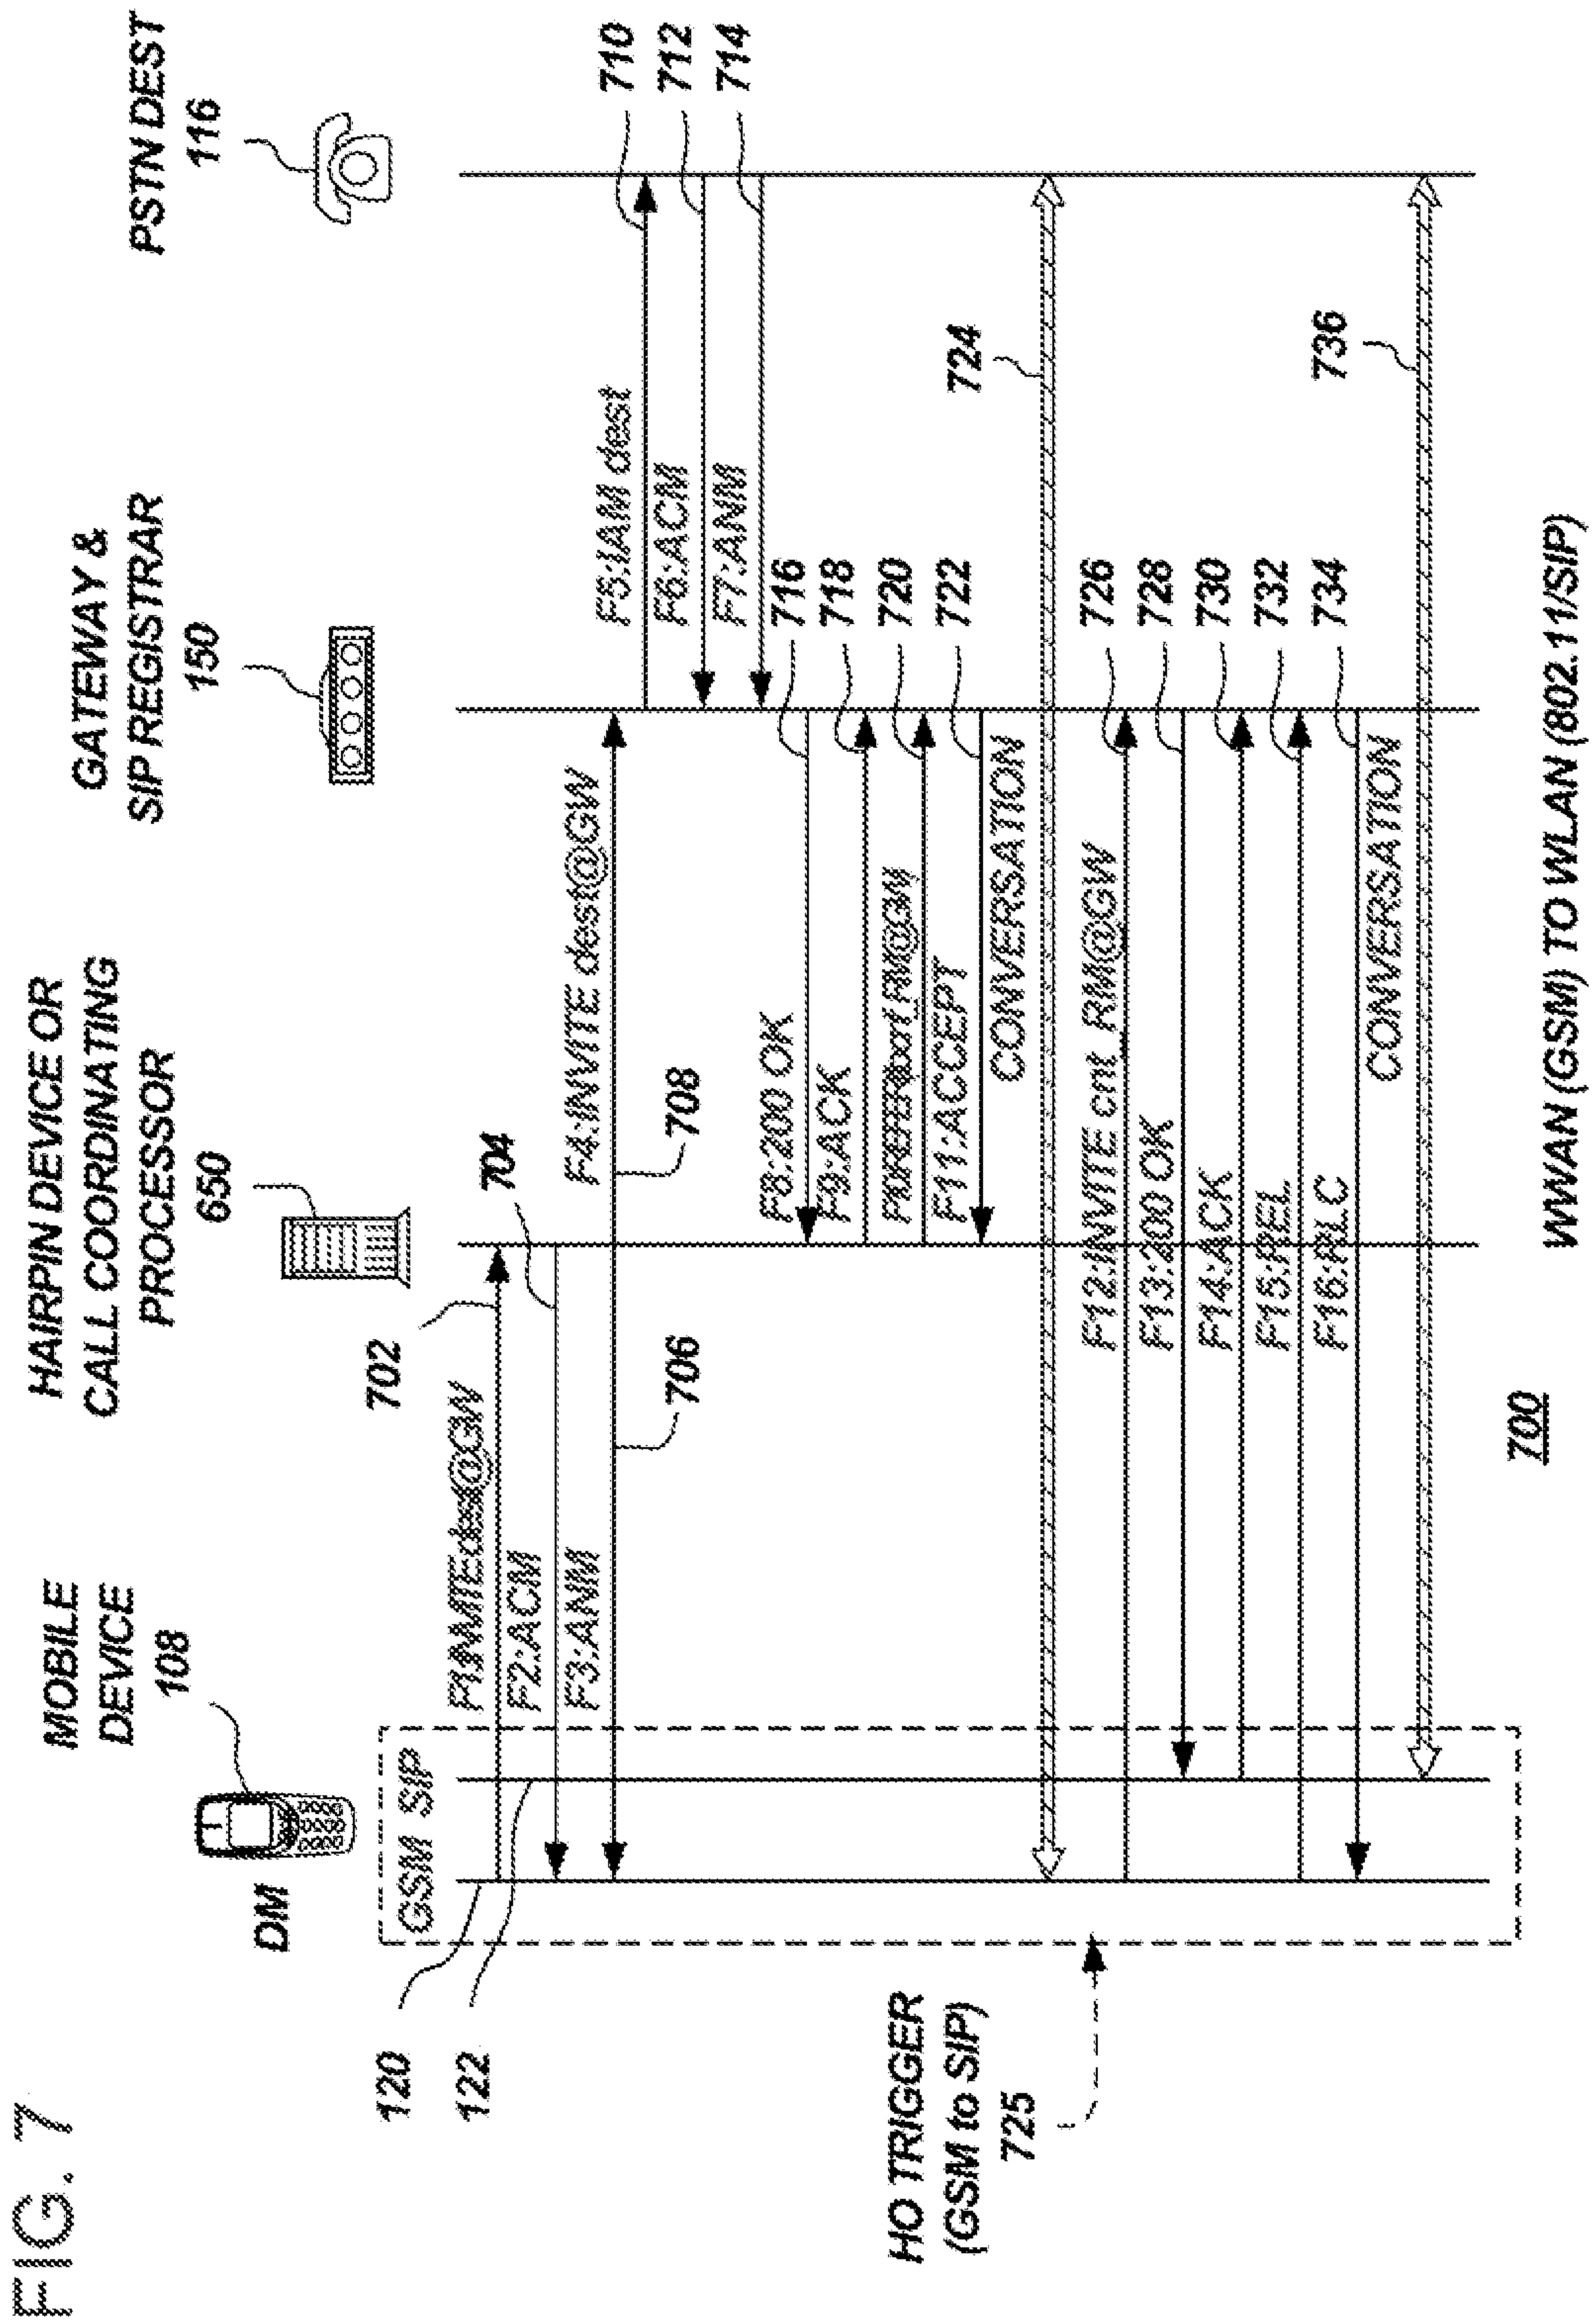 FIG. 7
MOBILE
DEVICE
108
DM
HAIRPIN DEVICE OR
CALL COORDINATING
PROCESSOR
650
GATEWAY &
SIP REGISTRAR
150
PSTN DEST
116
120
122
GSM SIP
702
F1:INVITEdest@GW
704
F2:ACM
F3:ANM
706
F4:INVITE dest@GW
708
F5:IAM dest
710
F6:ACM
712
F7:ANM
714
716
F8:200 OK
718
F9:ACK
720
722
F11:ACCEPT
CONVERSATION
724
HO TRIGGER
(GSM to SIP)
725
F12:INVITE cnt_RM@GW
726
F13:200 OK
728
F14:ACK
730
F15:REL
732
F16:RLC
734
CONVERSATION
736
700
WWAN (GSM) TO WLAN (802.11/SIP)